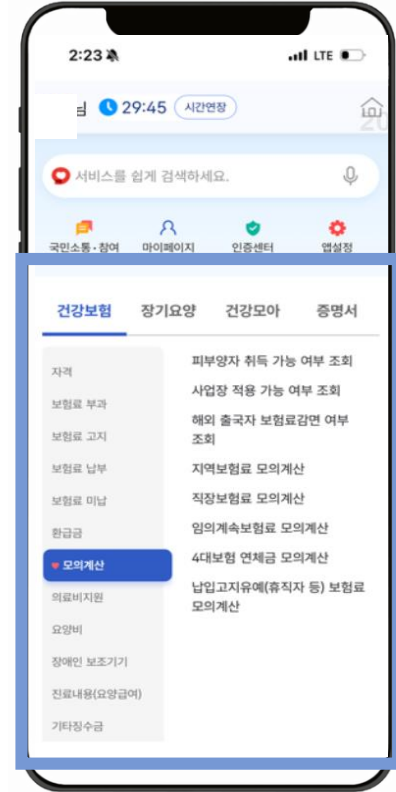 2:23 LTE
님 29:45 시간연장
서비스를 쉽게 검색하세요.
국민소통·참여 마이페이지 인증센터 앱설정
건강보험 장기요양 건강모아 증명서
자격
보험료 부과
보험료 고지
보험료 납부
보험료 미납
환급금
모의계산
의료비지원
요양비
장애인 보조기기
진료내용(요양급여)
기타징수금
피부양자 취득 가능 여부 조회
사업장 적용 가능 여부 조회
해외 출국자 보험료감면 여부
조회
지역보험료 모의계산
직장보험료 모의계산
임의계속보험료 모의계산
4대보험 연체금 모의계산
납입고지유예(휴직자 등) 보험료
모의계산